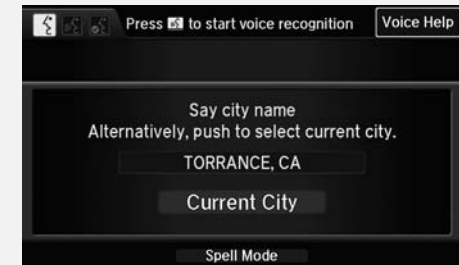 Press to start voice recognition
Voice Help
Say city name
Alternatively, push to select current city.
TORRANCE, CA
Current City
Spell Mode